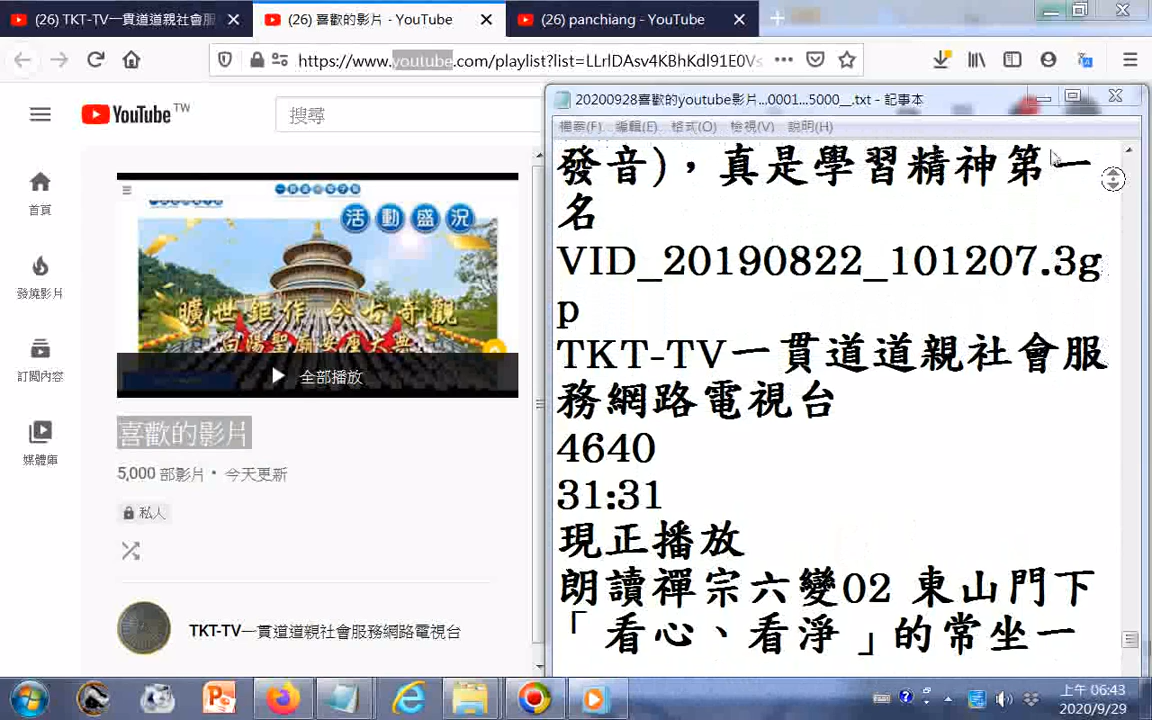 (26) TKT-TV一貫道道親社會服
(26) 喜歡的影片 - YouTube
(26) panchiang - YouTube
https://www.youtube.com/playlist?list=LLrlDAsv4KBhKdl91E0Vs
YouTube TW
搜尋
首頁
發燒影片
訂閱內容
媒體庫
活動盛況
曠世鉅作 今古奇觀
白陽聖廟安座大典
全部播放
喜歡的影片
5,000 部影片 • 今天更新
私人
TKT-TV一貫道道親社會服務網路電視台
20200928喜歡的youtube影片...0001...5000__.txt - 記事本
檔案(F) 編輯(E) 格式(O) 檢視(V) 說明(H)
發音)，真是學習精神第一
名
VID_20190822_101207.3g
p
TKT-TV一貫道道親社會服
務網路電視台
4640
31:31
現正播放
朗讀禪宗六變02 東山門下
「看心、看淨」的常坐一
上午 06:43
2020/9/29